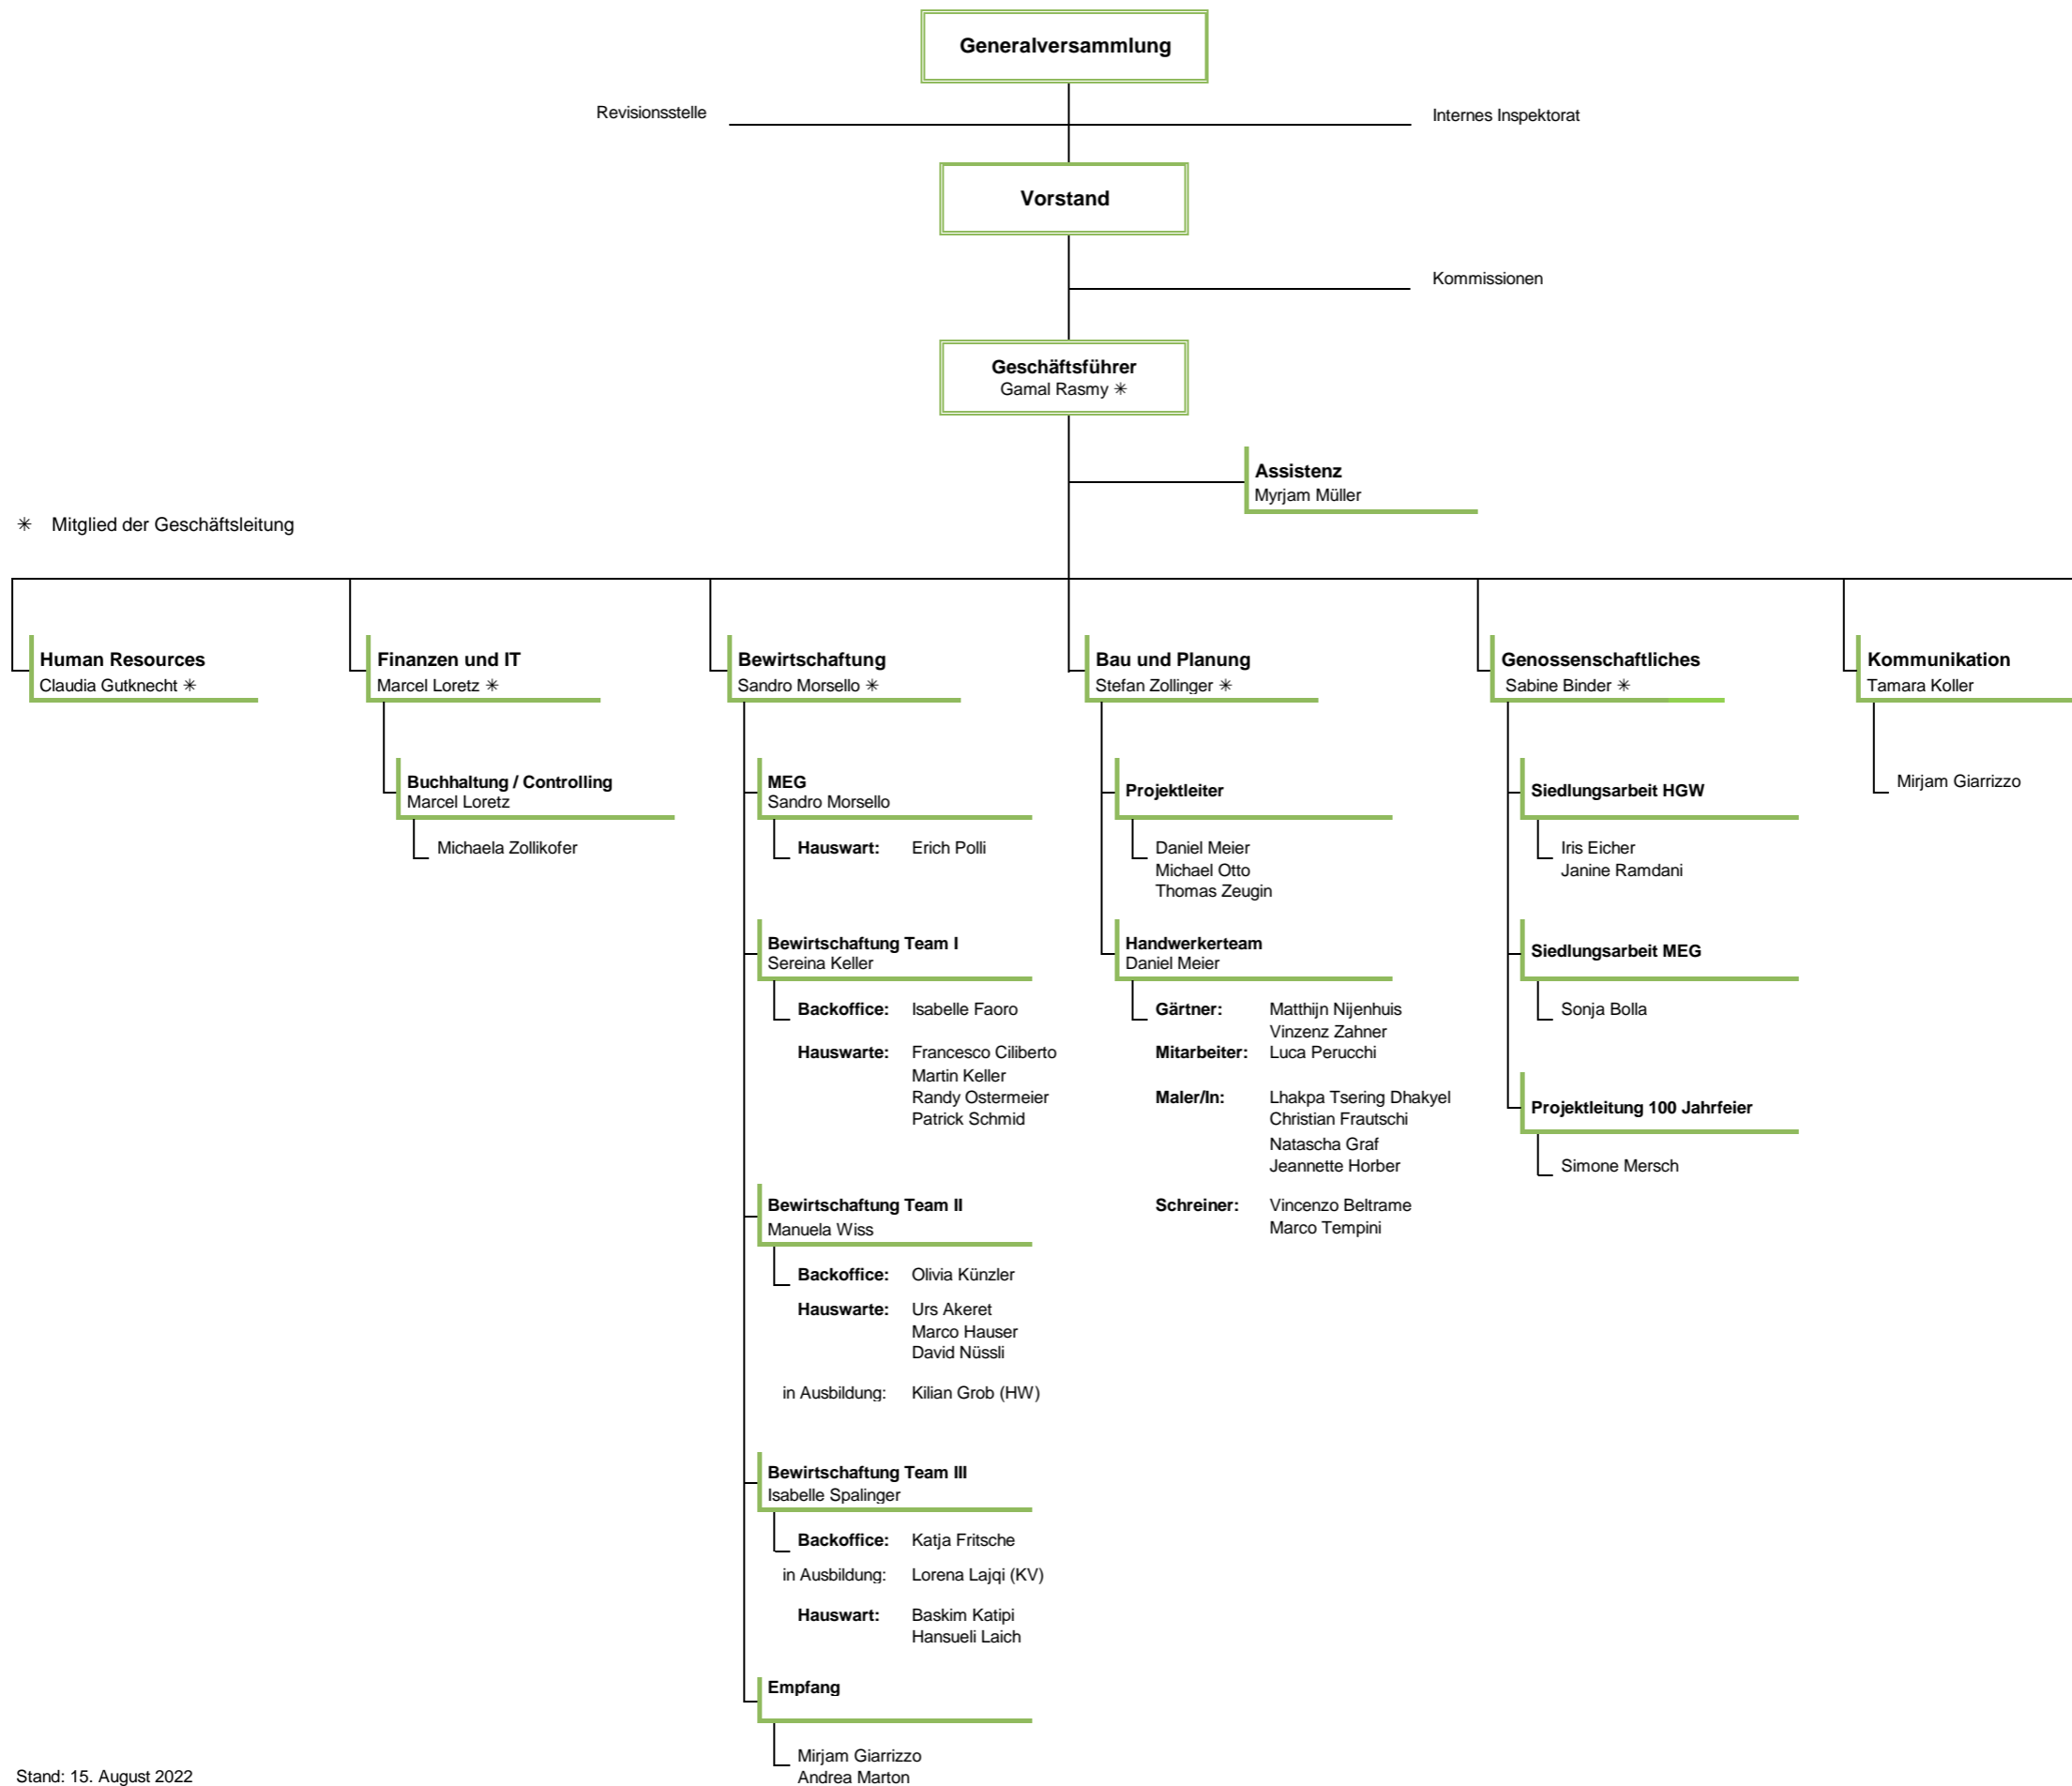 Generalversammlung
Revisionsstelle
Internes Inspektorat
Vorstand
Kommissionen
Geschäftsführer
Gamal Rasmy ✳
Assistenz
Myrjam Müller
✳ Mitglied der Geschäftsleitung
Human Resources
Claudia Gutknecht ✳
Finanzen und IT
Marcel Loretz ✳
Buchhaltung / Controlling
Marcel Loretz
Michaela Zollikofer
Bewirtschaftung
Sandro Morsello ✳
MEG
Sandro Morsello
Hauswart: Erich Polli
Bewirtschaftung Team I
Sereina Keller
Backoffice: Isabelle Faoro
Hauswarte: Francesco Ciliberto
Martin Keller
Randy Ostermeier
Patrick Schmid
Bewirtschaftung Team II
Manuela Wiss
Backoffice: Olivia Künzler
Hauswarte: Urs Akeret
Marco Hauser
David Nüssli
in Ausbildung: Kilian Grob (HW)
Bewirtschaftung Team III
Isabelle Spalinger
Backoffice: Katja Fritsche
in Ausbildung: Lorena Lajqi (KV)
Hauswart: Baskim Katipi
Hansueli Laich
Empfang
Mirjam Giarrizzo
Andrea Marton
Bau und Planung
Stefan Zollinger ✳
Projektleiter
Daniel Meier
Michael Otto
Thomas Zeugin
Handwerkerteam
Daniel Meier
Gärtner: Matthijn Nijenhuis
Vinzenz Zahner
Mitarbeiter: Luca Perucchi
Maler/In: Lhakpa Tsering Dhakyel
Christian Frautschi
Natascha Graf
Jeannette Horber
Schreiner: Vincenzo Beltrame
Marco Tempini
Genossenschaftliches
Sabine Binder ✳
Siedlungsarbeit HGW
Iris Eicher
Janine Ramdani
Siedlungsarbeit MEG
Sonja Bolla
Projektleitung 100 Jahrfeier
Simone Mersch
Kommunikation
Tamara Koller
Mirjam Giarrizzo
Stand: 15. August 2022